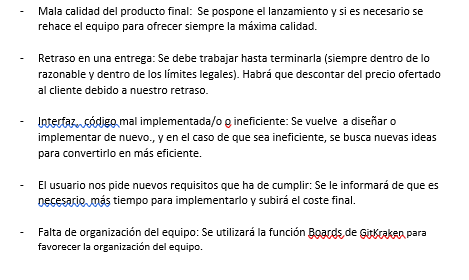 - Mala calidad del producto final:  Se pospone el lanzamiento y si es necesario se
rehace el equipo para ofrecer siempre la máxima calidad.
- Retraso en una entrega: Se debe trabajar hasta terminarla (siempre dentro de lo
razonable y dentro de los límites legales). Habrá que descontar del precio ofertado
al cliente debido a nuestro retraso.
- Interfaz,  código mal implementada/o o ineficiente: Se vuelve  a diseñar o
implementar de nuevo., y en el caso de que sea ineficiente, se busca nuevas ideas
para convertirlo en más eficiente.
- El usuario nos pide nuevos requisitos que ha de cumplir: Se le informará de que es
necesario  más tiempo para implementarlo y subirá el coste final.
- Falta de organización del equipo: Se utilizará la función Boards de GitKraken para
favorecer la organización del equipo.